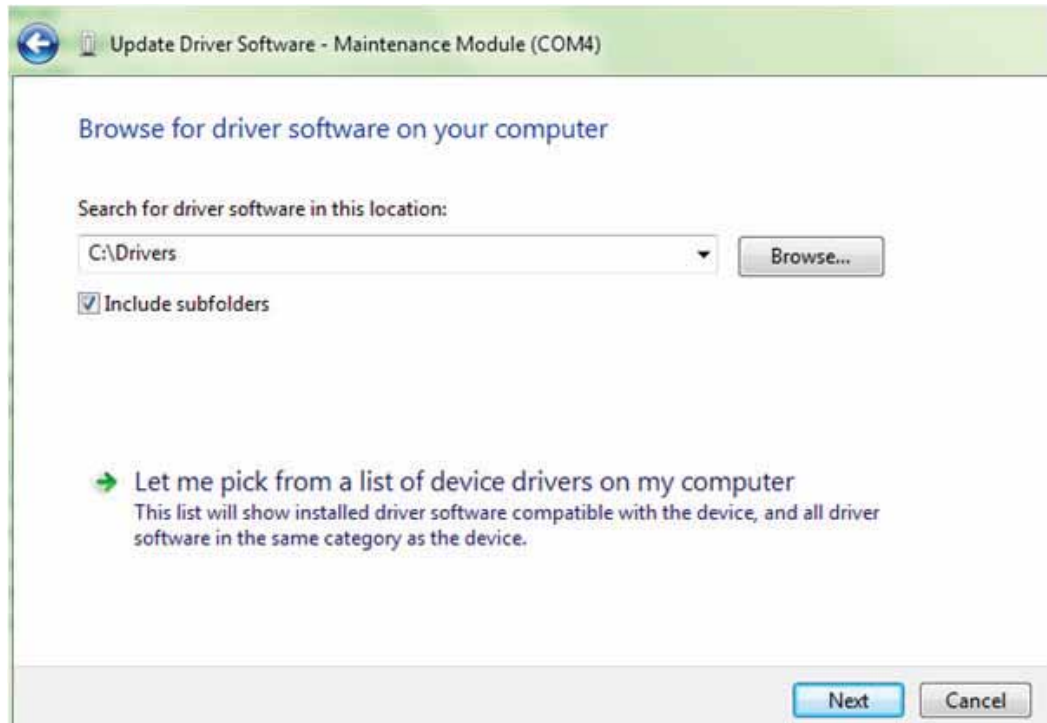 Update Driver Software - Maintenance Module (COM4)
Browse for driver software on your computer
Search for driver software in this location:
C:\Drivers
Browse...
Include subfolders
Let me pick from a list of device drivers on my computer
This list will show installed driver software compatible with the device, and all driver
software in the same category as the device.
Next Cancel